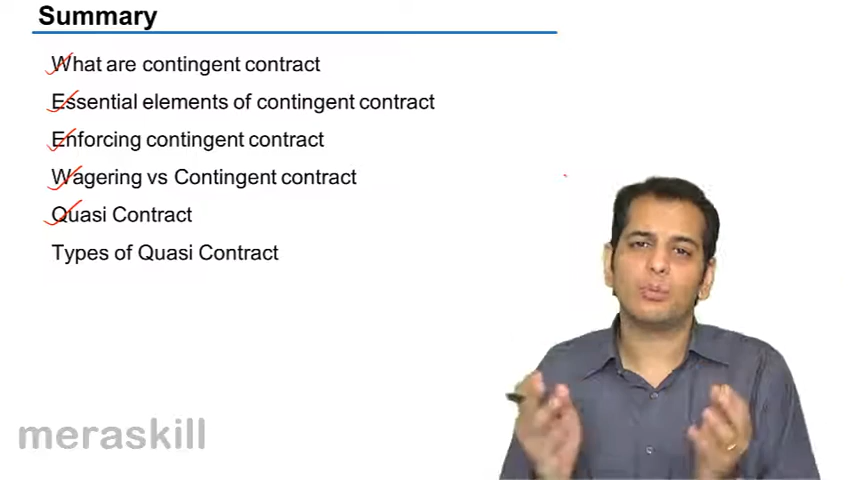 Summary
What are contingent contract
Essential elements of contingent contract
Enforcing contingent contract
Wagering vs Contingent contract
Quasi Contract
Types of Quasi Contract
meraskill